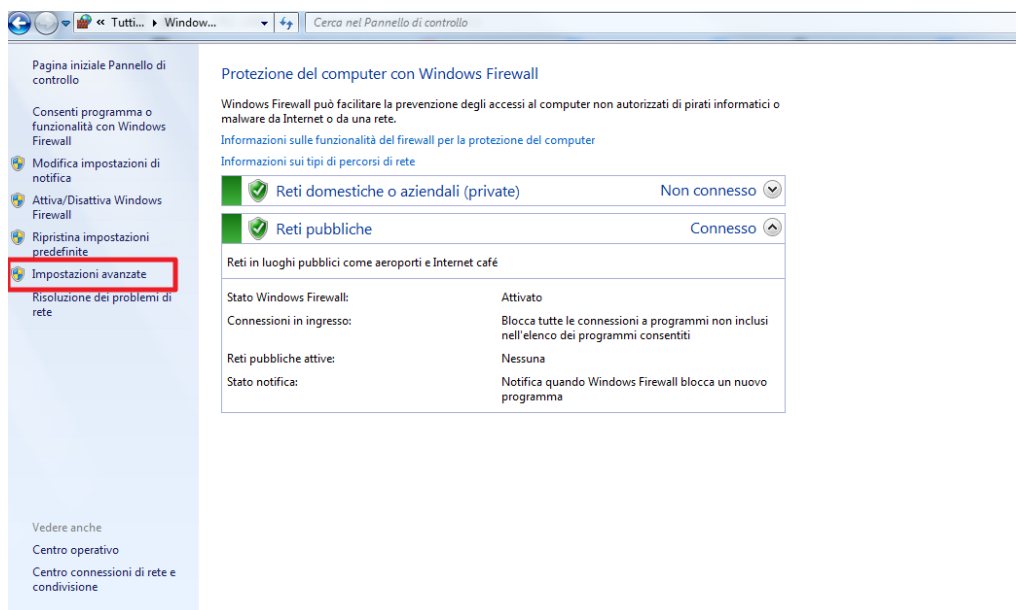 « Tutti... ▸ Window...
Cerca nel Pannello di controllo
Pagina iniziale Pannello di
controllo
Consenti programma o
funzionalità con Windows
Firewall
Modifica impostazioni di
notifica
Attiva/Disattiva Windows
Firewall
Ripristina impostazioni
predefinite
Impostazioni avanzate
Risoluzione dei problemi di
rete
Vedere anche
Centro operativo
Centro connessioni di rete e
condivisione
Protezione del computer con Windows Firewall
Windows Firewall può facilitare la prevenzione degli accessi al computer non autorizzati di pirati informatici o
malware da Internet o da una rete.
Informazioni sulle funzionalità del firewall per la protezione del computer
Informazioni sui tipi di percorsi di rete
Reti domestiche o aziendali (private) Non connesso
Reti pubbliche Connesso
Reti in luoghi pubblici come aeroporti e Internet café
Stato Windows Firewall: Attivato
Connessioni in ingresso: Blocca tutte le connessioni a programmi non inclusi
nell'elenco dei programmi consentiti
Reti pubbliche attive: Nessuna
Stato notifica: Notifica quando Windows Firewall blocca un nuovo
programma